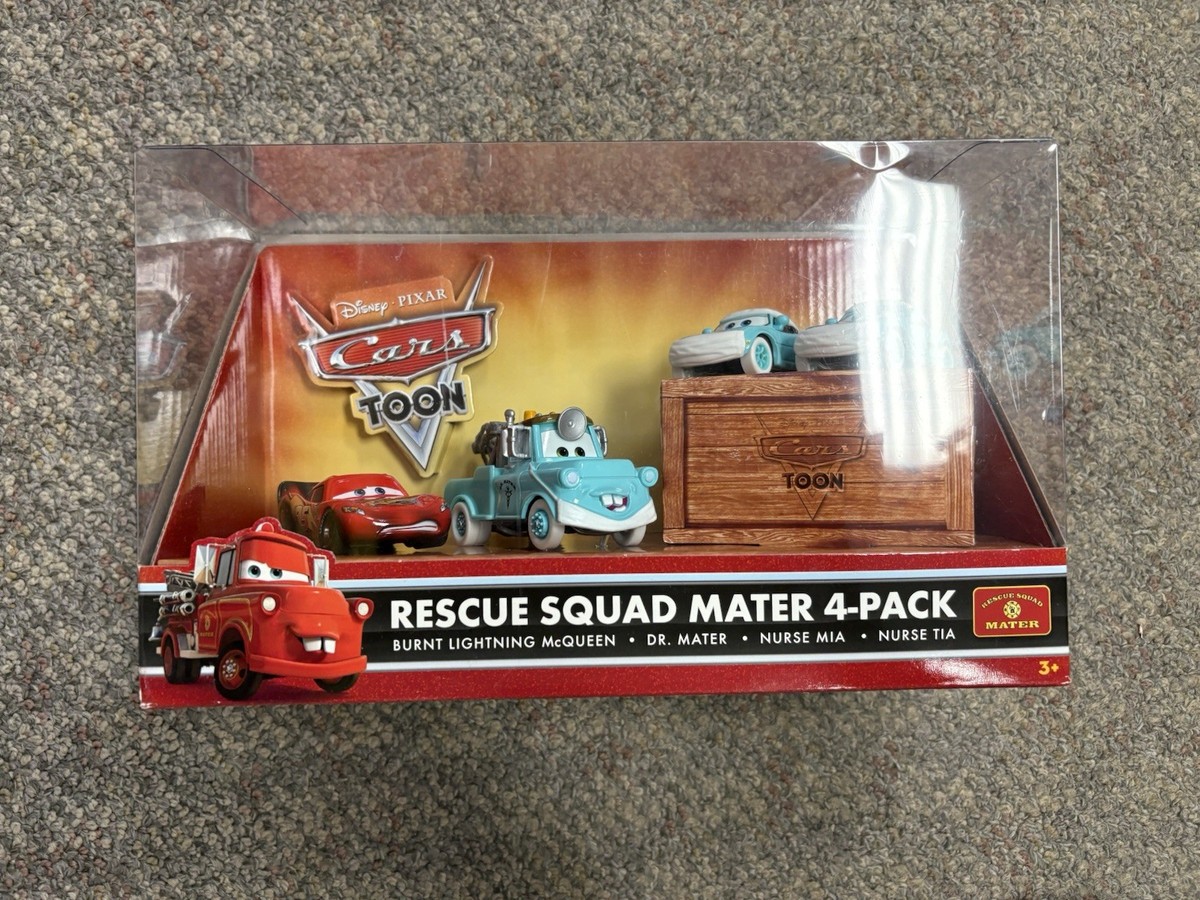 Disney · PIXAR
Cars
TOON
Cars
TOON
RESCUE SQUAD MATER 4-PACK
BURNT LIGHTNING McQUEEN • DR. MATER • NURSE MIA • NURSE TIA
RESCUE SQUAD
MATER
3+
MATER